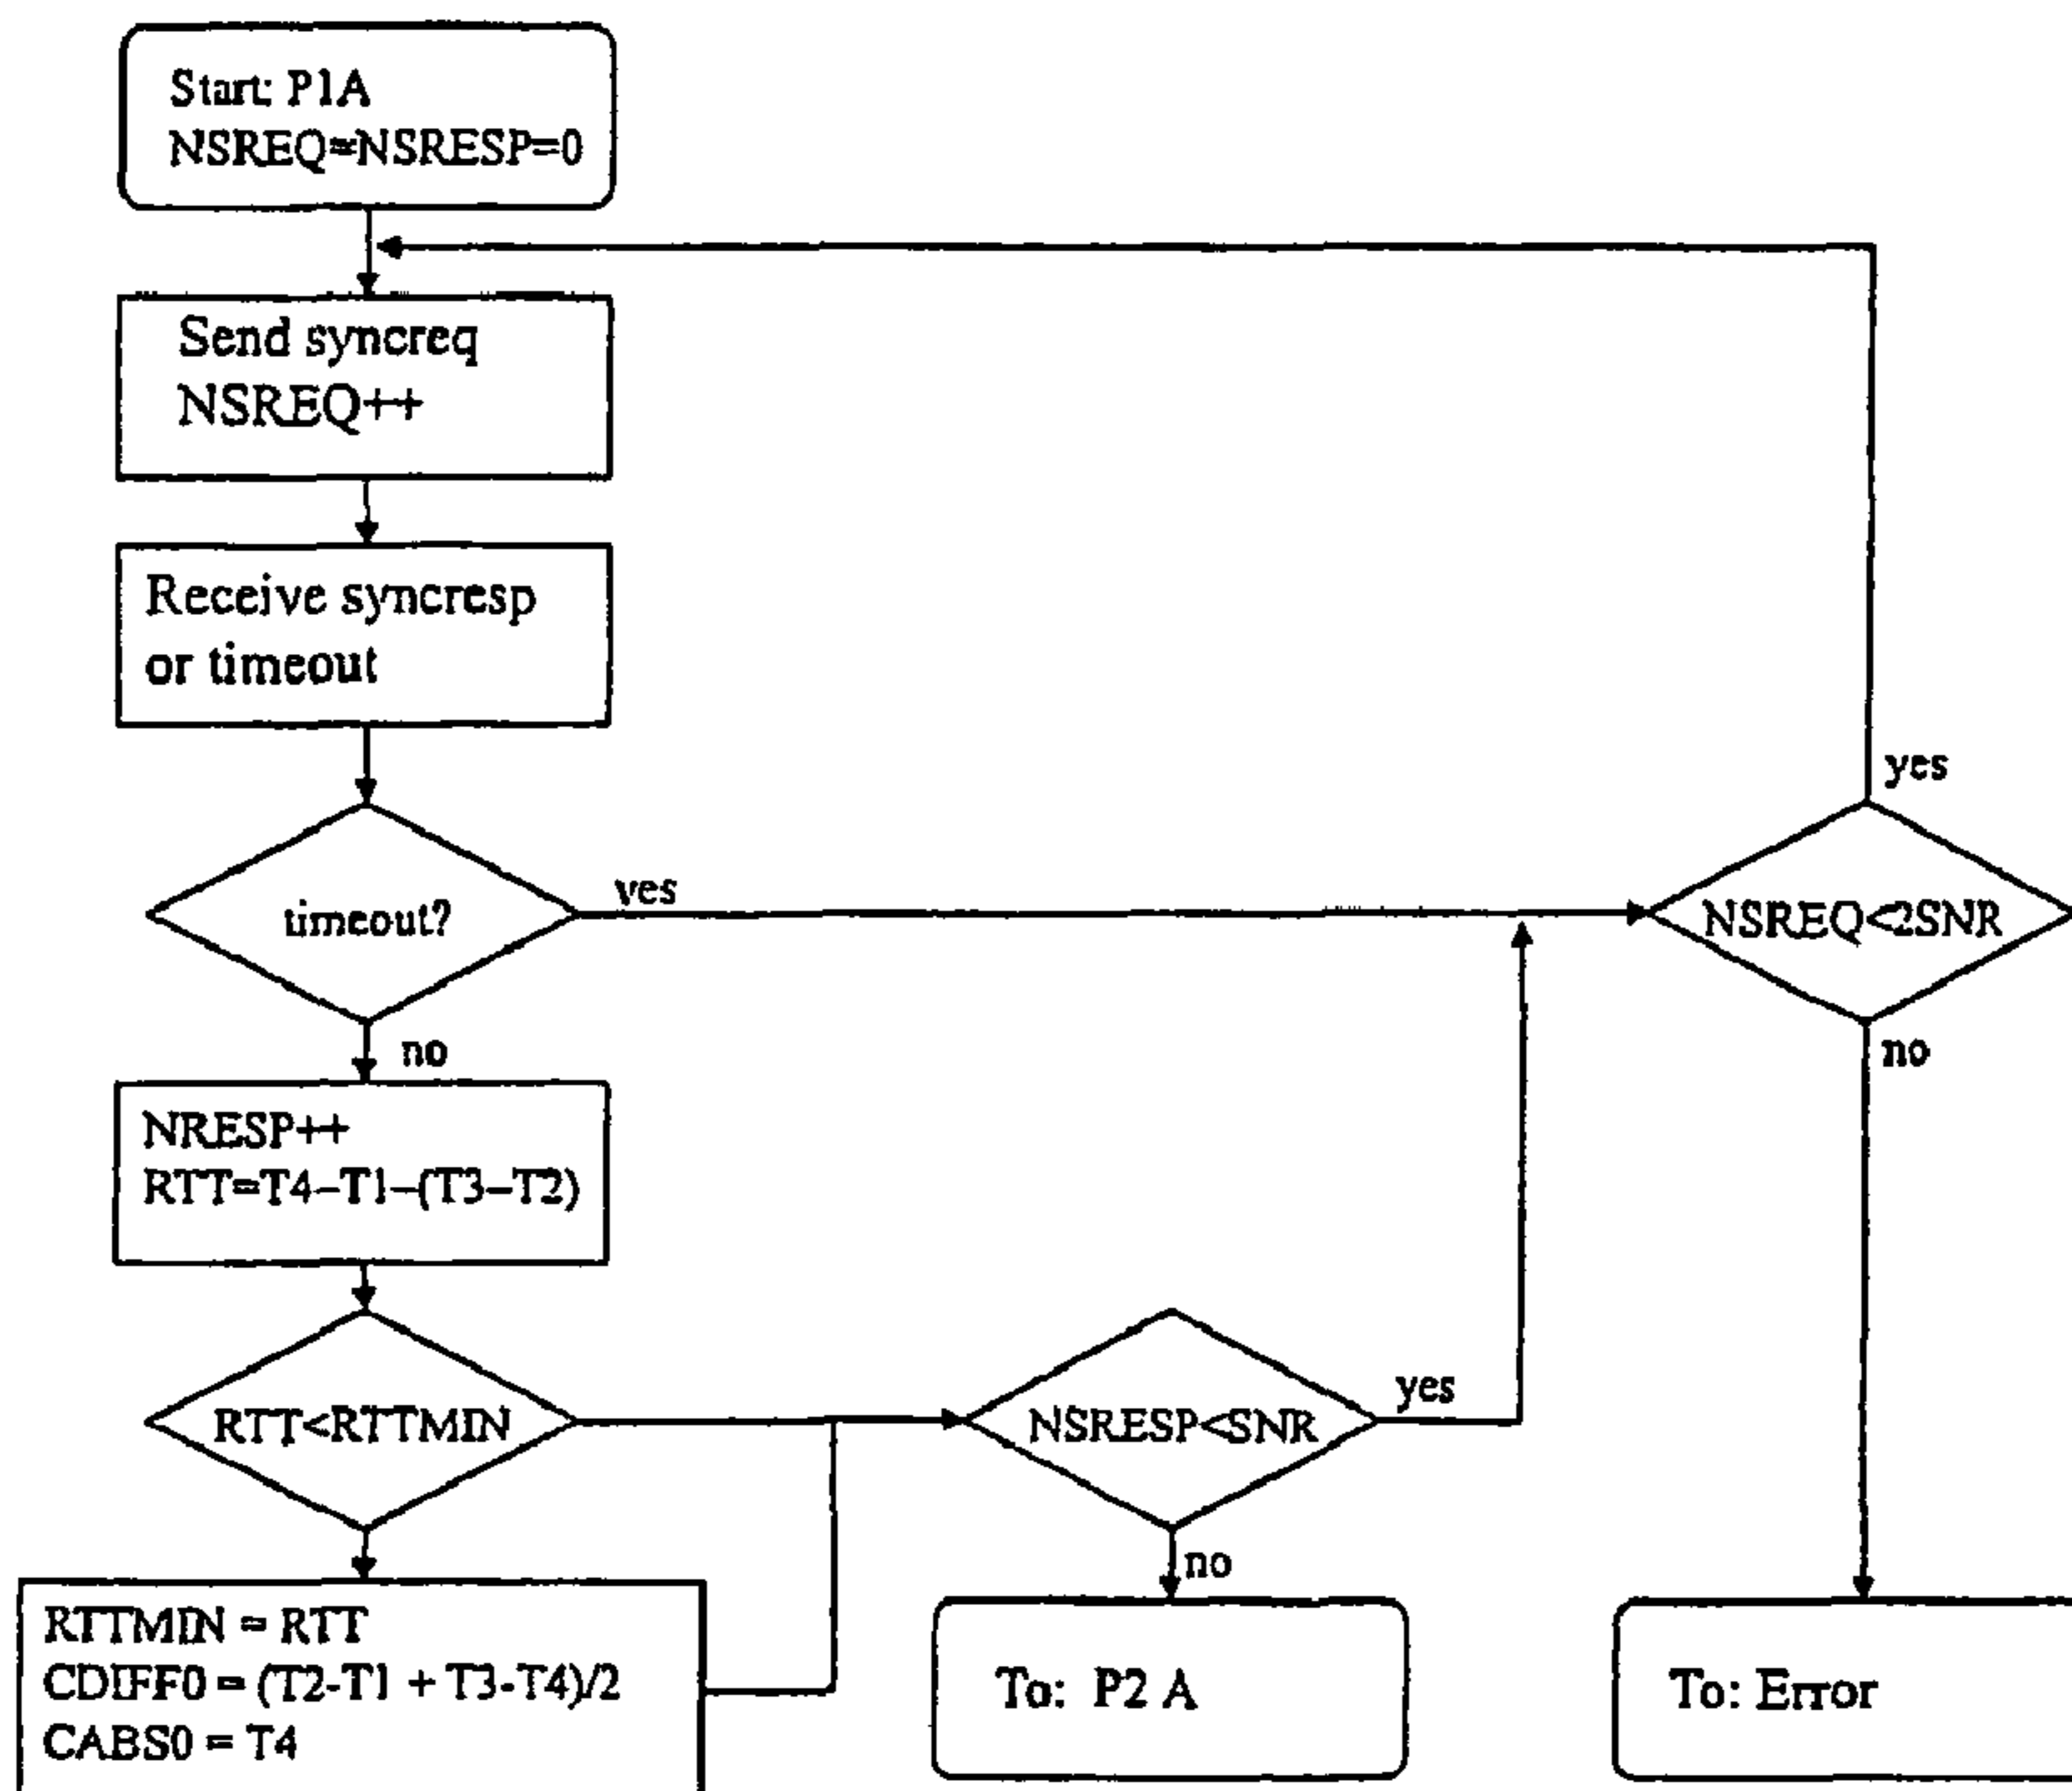 Start: P1A
NSREQ=NSRESP=0
Send syncreq
NSREQ++
Receive syncresp
or timeout
timeout?
yes
no
NSREQ<2SNR
yes
no
NRESP++
RTT=T4–T1–(T3–T2)
RTT<RTTMIN
NSRESP<SNR
yes
no
RTTMIN = RTT
CDIFF0 = (T2-T1 + T3-T4)/2
CABS0 = T4
To: P2 A
To: Error